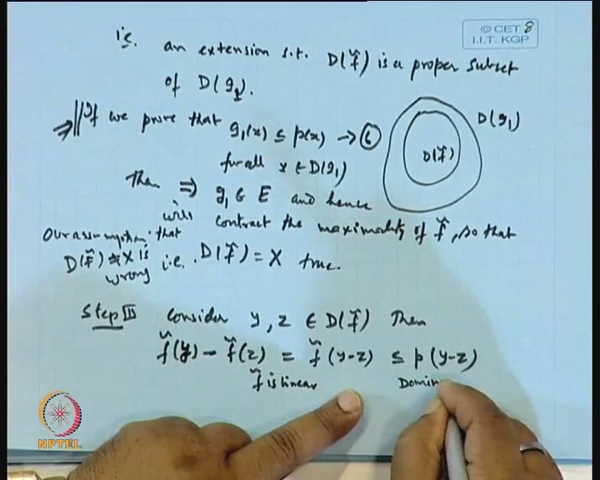 © CET 8
I.I.T. KGP
i.e. an extension s.t. D(f̃) is a proper subset
of D(g₁).
⇒ || If we prove that g₁(x) ≤ p(x) → (6)
for all x ∈ D(g₁)
D(g₁)
D(f̃)
then ⇒ g₁ ∈ E and hence
will contract the maximality of f̃, so that
Our assumption that
D(f̃) ≠ X is
wrong i.e. D(f̃) = X true.
Step III Consider y, z ∈ D(f̃) Then
f̃(y) - f̃(z) = f̃(y-z) ≤ p(y-z)
f̃ is linear Domin
NPTEL